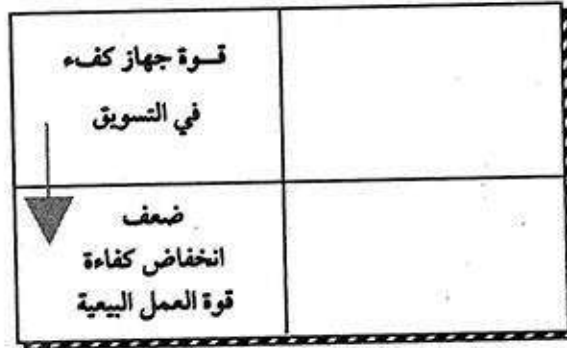 قــوة جهاز كفء
في التسويق
ضعف
انخفاض كفاءة
قوة العمل البيعية